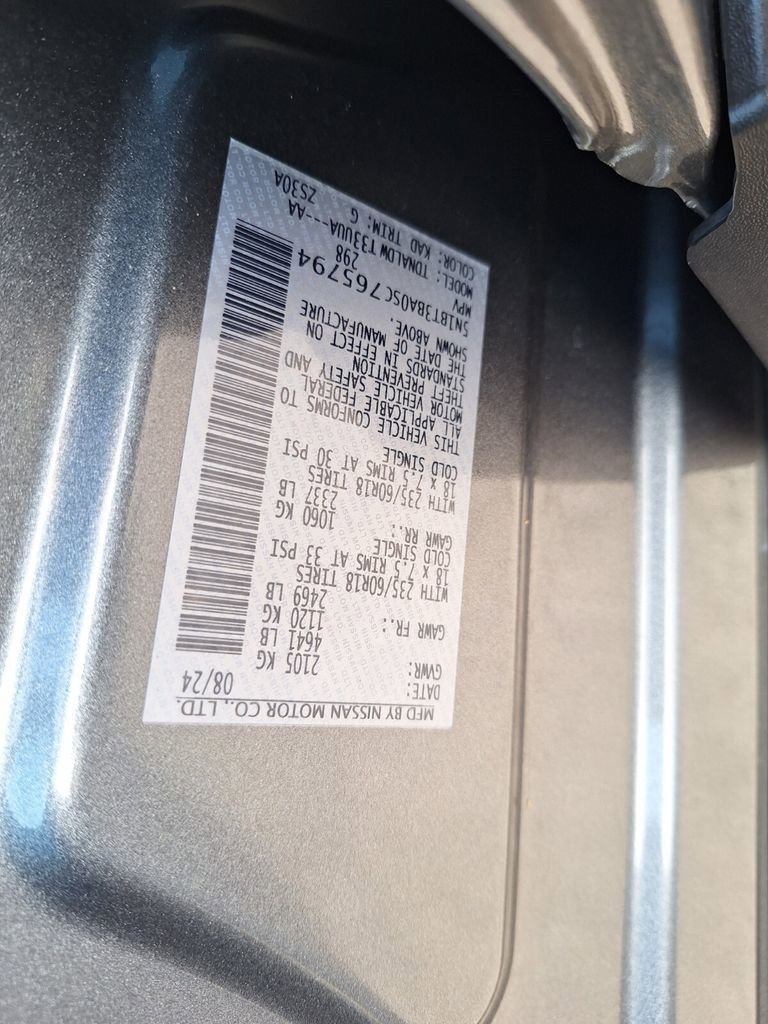 MFD BY NISSAN MOTOR CO., LTD.
DATE: 08/24
GVWR: 2105 KG
4641 LB
GAWR FR.: 1120 KG
2469 LB
WITH 235/60R18 TIRES
18 x 7.5 RIMS AT 33 PSI
COLD SINGLE
GAWR RR.: 1060 KG
2337 LB
WITH 235/60R18 TIRES
18 x 7.5 RIMS AT 30 PSI
COLD SINGLE
THIS VEHICLE CONFORMS TO
ALL APPLICABLE FEDERAL
MOTOR VEHICLE SAFETY AND
THEFT PREVENTION
STANDARDS IN EFFECT ON
THE DATE OF MANUFACTURE
SHOWN ABOVE.
5N1BT3BA0SC765794
MPV 298
MODEL: TDNALDW T33UUA---AA
COLOR: KAD TRIM: G ZS30A